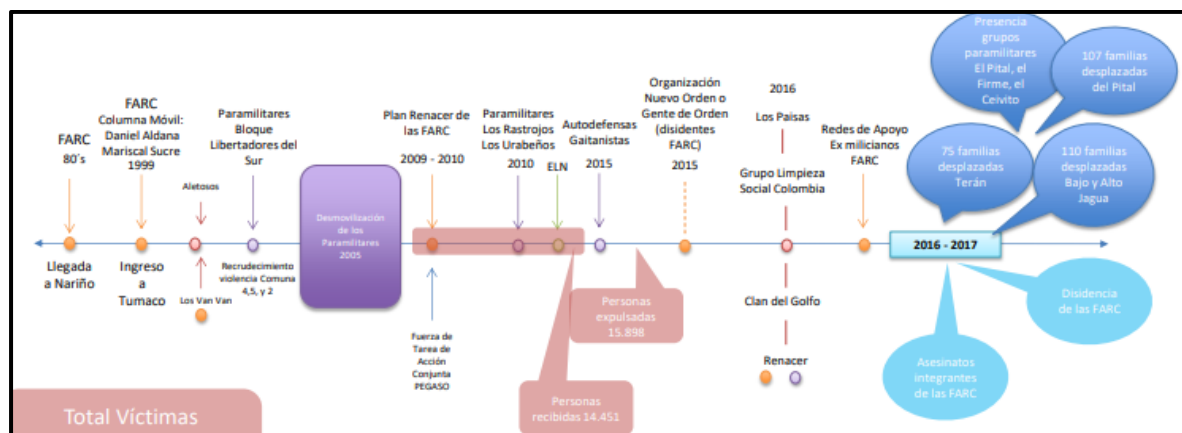 FARC
80´s
Llegada
a Nariño
FARC
Columna Móvil:
Daniel Aldana
Mariscal Sucre
1999
Ingreso
a
Tumaco
Aletosos
Los Van Van
Paramilitares
Bloque
Libertadores del
Sur
Recrudecimiento
violencia Comuna
4,5, y 2
Desmovilización
de los
Paramilitares
2005
Plan Renacer de
las FARC
2009 - 2010
Fuerza de
Tarea de
Acción
Conjunta
PEGASO
Paramilitares
Los Rastrojos
Los Urabeños
2010
ELN
Autodefensas
Gaitanistas
2015
Personas
expulsadas
15.898
Personas
recibidas 14.451
Organización
Nuevo Orden o
Gente de Orden
(disidentes
FARC)
2015
2016
Los Paisas
Grupo Limpieza
Social Colombia
Clan del Golfo
Renacer
Redes de Apoyo
Ex milicianos
FARC
Presencia
grupos
paramilitares
El Pital, el
Firme, el
Ceivito
107 familias
desplazadas
del Pital
75 familias
desplazadas
Terán
110 familias
desplazadas
Bajo y Alto
Jagua
2016 - 2017
Disidencia
de las FARC
Asesinatos
integrantes
de las FARC
Total Víctimas